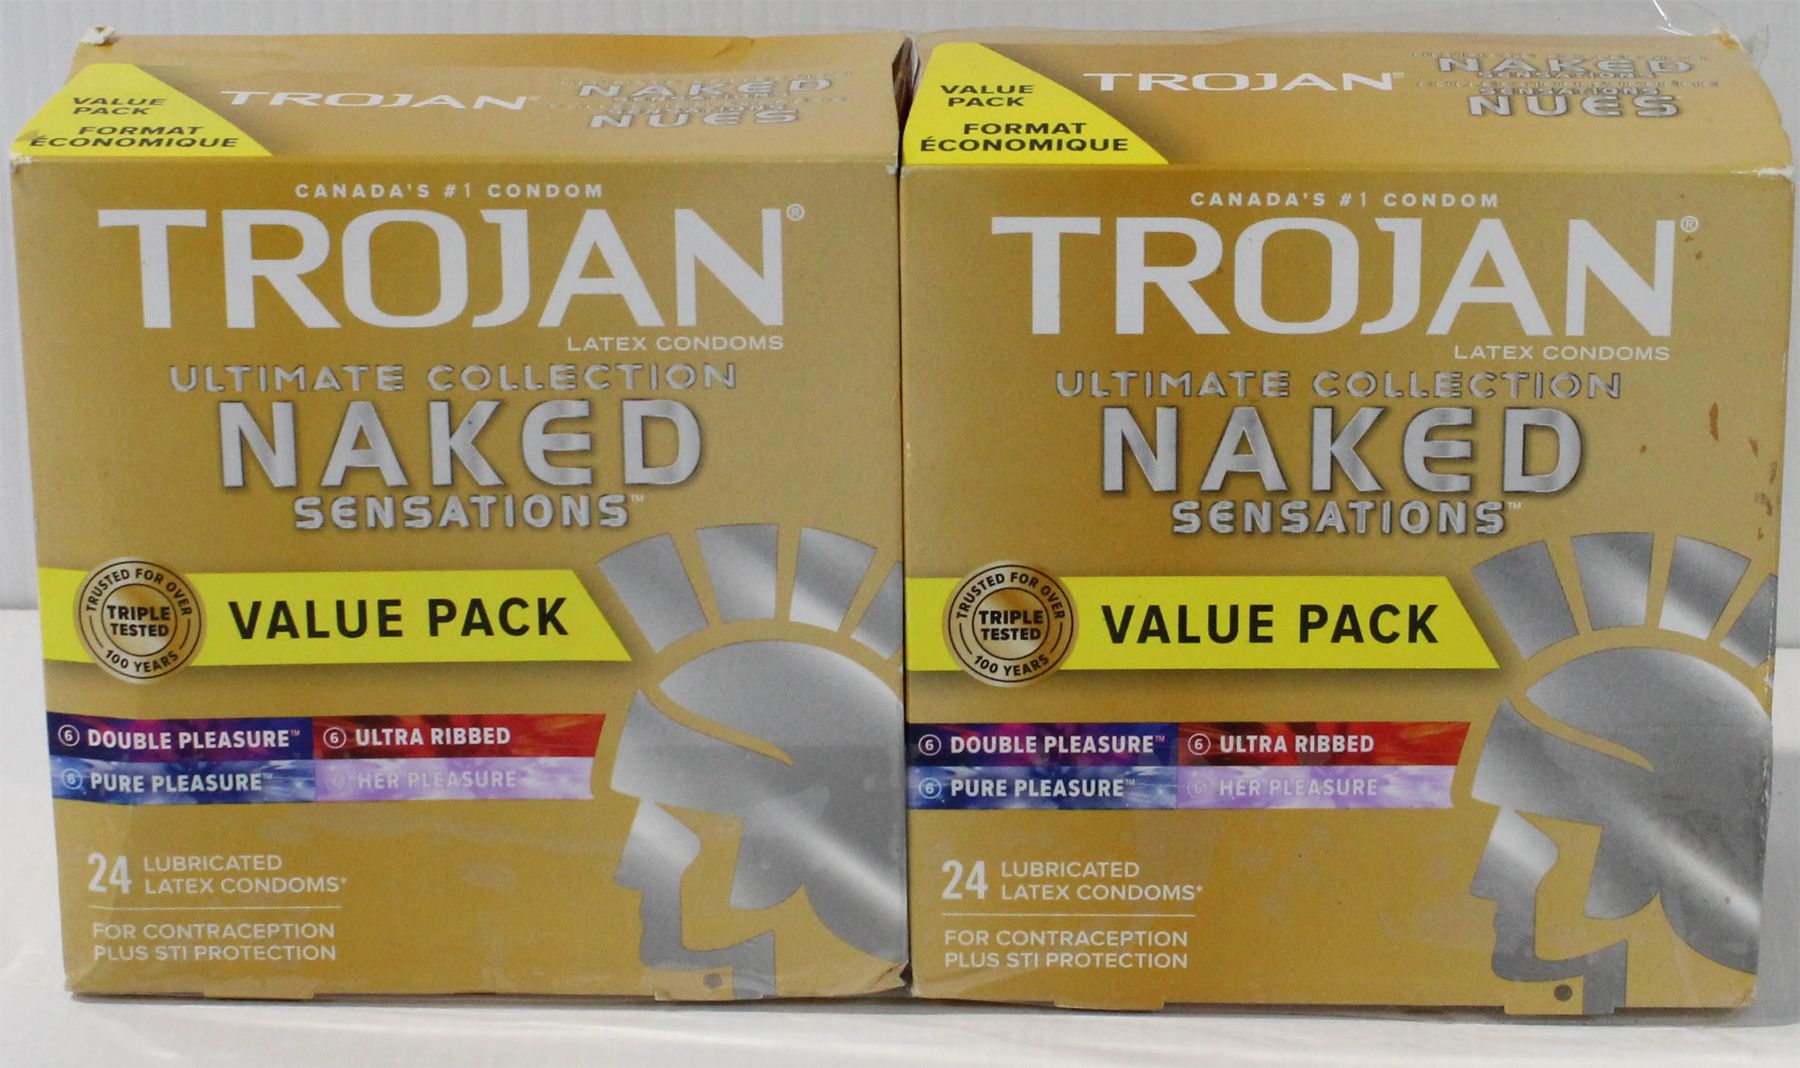 VALUE
PACK
FORMAT
ÉCONOMIQUE
TROJAN
NAKED
SENSATIONS
NUES
CANADA'S #1 CONDOM
TROJAN®
LATEX CONDOMS
ULTIMATE COLLECTION
NAKED
SENSATIONS™
TRUSTED FOR OVER
TRIPLE
TESTED
100 YEARS
VALUE PACK
6 DOUBLE PLEASURE™ 6 ULTRA RIBBED
6 PURE PLEASURE™ 6 HER PLEASURE
24 LUBRICATED
LATEX CONDOMS*
FOR CONTRACEPTION
PLUS STI PROTECTION
VALUE
PACK
FORMAT
ÉCONOMIQUE
TROJAN
NAKED
SENSATIONS
SENSATIONS
NUES
CANADA'S #1 CONDOM
TROJAN®
LATEX CONDOMS
ULTIMATE COLLECTION
NAKED
SENSATIONS™
TRUSTED FOR OVER
TRIPLE
TESTED
100 YEARS
VALUE PACK
6 DOUBLE PLEASURE™ 6 ULTRA RIBBED
6 PURE PLEASURE™ 6 HER PLEASURE
24 LUBRICATED
LATEX CONDOMS*
FOR CONTRACEPTION
PLUS STI PROTECTION